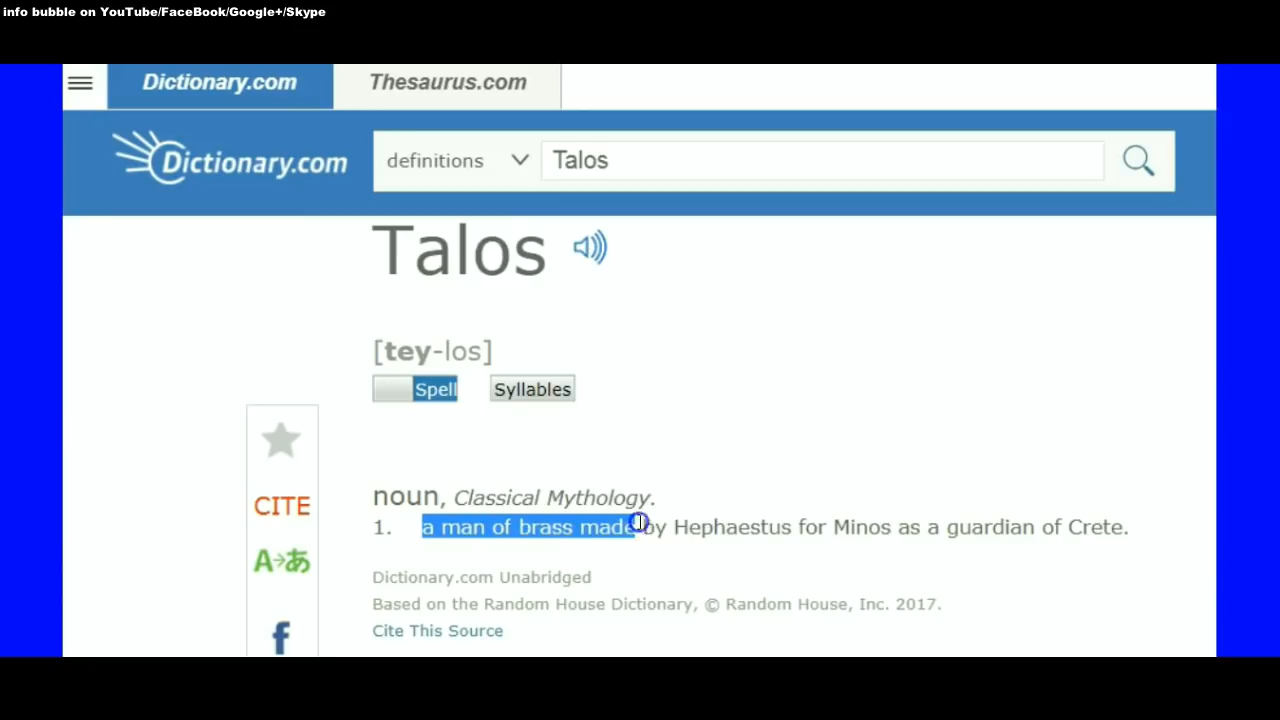 info bubble on YouTube/FaceBook/Google+/Skype
Dictionary.com Thesaurus.com
Dictionary.com definitions Talos
Talos
[tey-los]
Spell Syllables
CITE
A→あ
f
noun, Classical Mythology.
1. a man of brass made by Hephaestus for Minos as a guardian of Crete.
Dictionary.com Unabridged
Based on the Random House Dictionary, © Random House, Inc. 2017.
Cite This Source